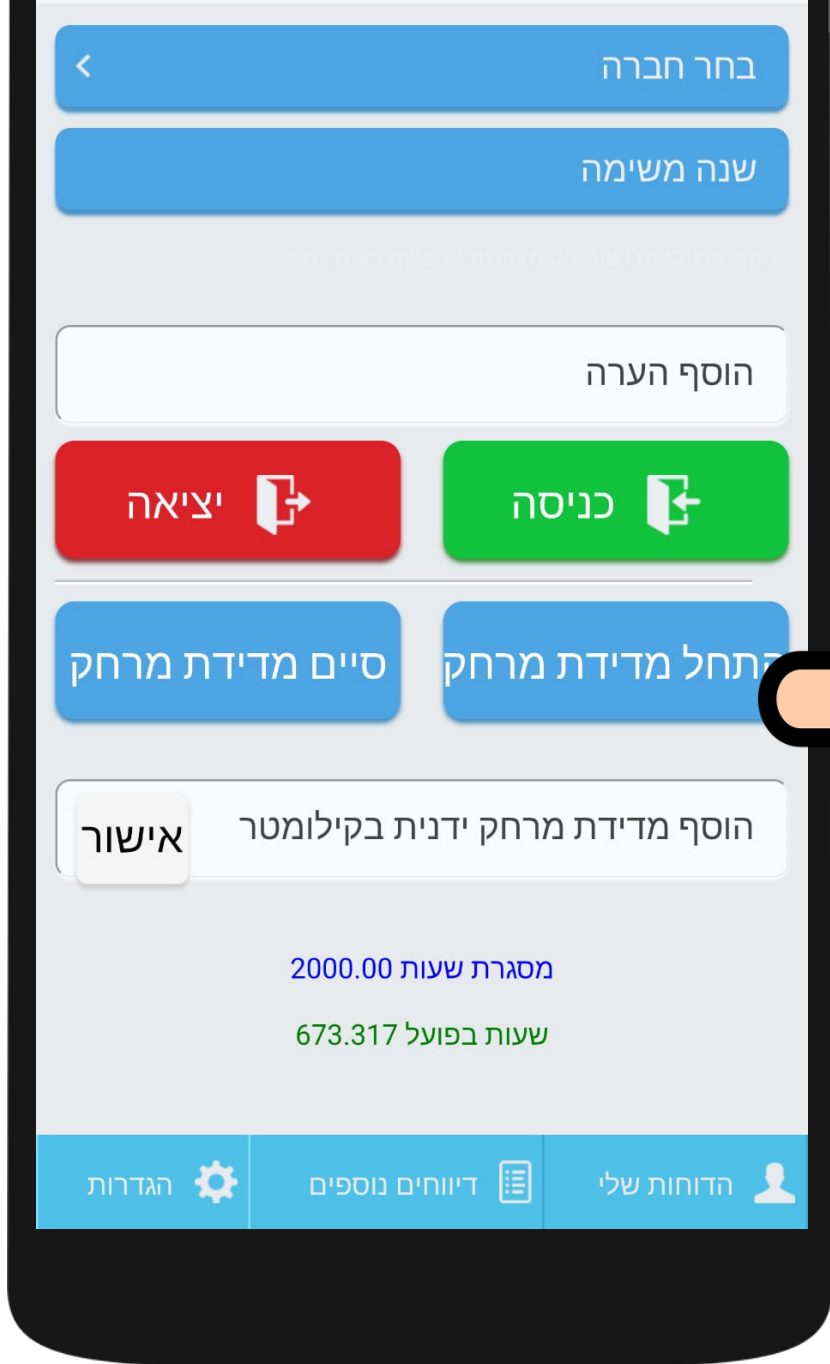 בחר חברה
שנה משימה
הוסף הערה
כניסה
יציאה
התחל מדידת מרחק
סיים מדידת מרחק
הוסף מדידת מרחק ידנית בקילומטר
אישור
מסגרת שעות 2000.00
שעות בפועל 673.317
הדוחות שלי
דיווחים נוספים
הגדרות